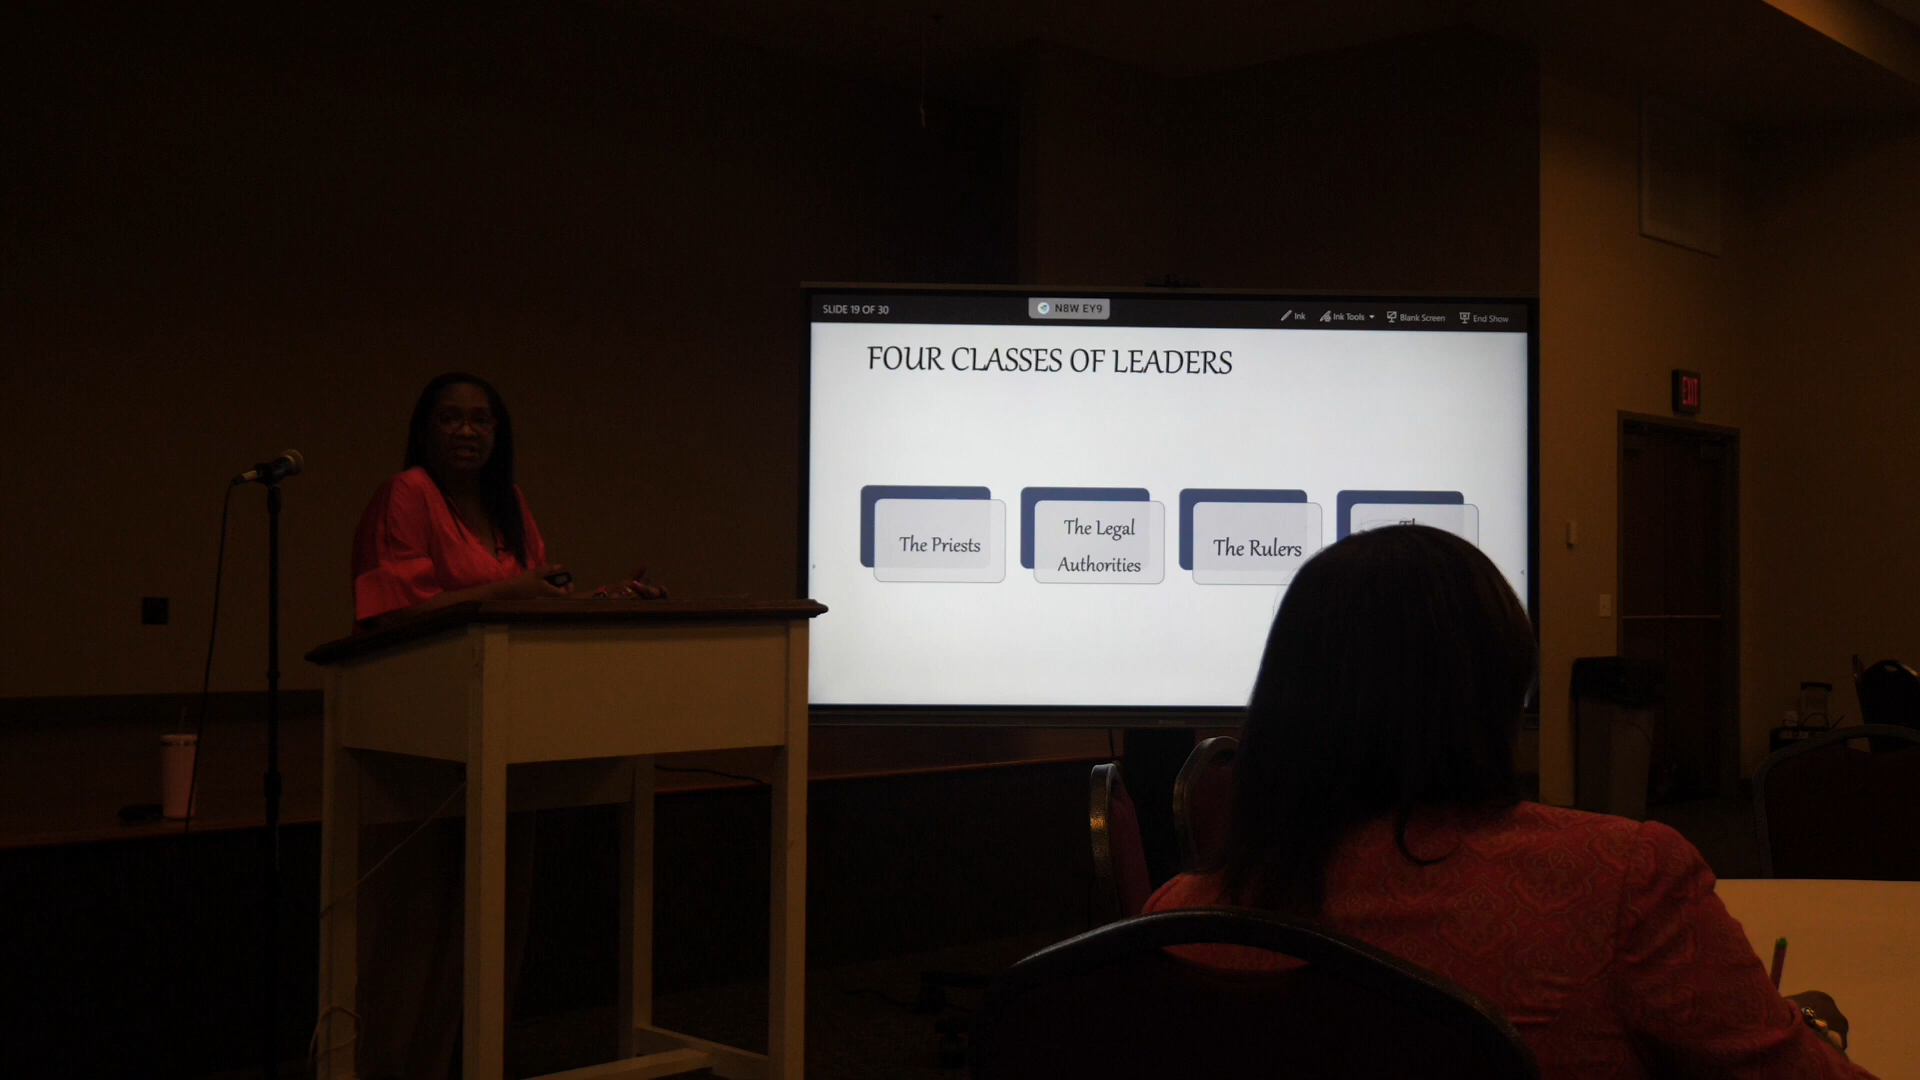 SLIDE 19 OF 30
N8W EY9
Ink
Ink Tools
Blank Screen
End Show
FOUR CLASSES OF LEADERS
The Priests
The Legal
Authorities
The Rulers
EXIT